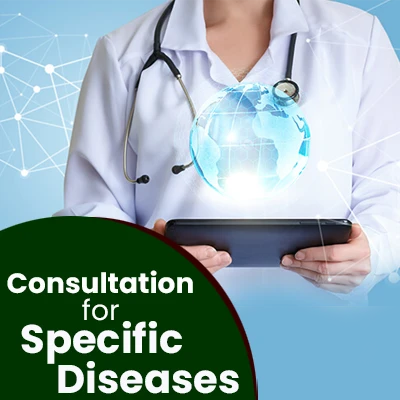 Consultation
for
Specific
Diseases